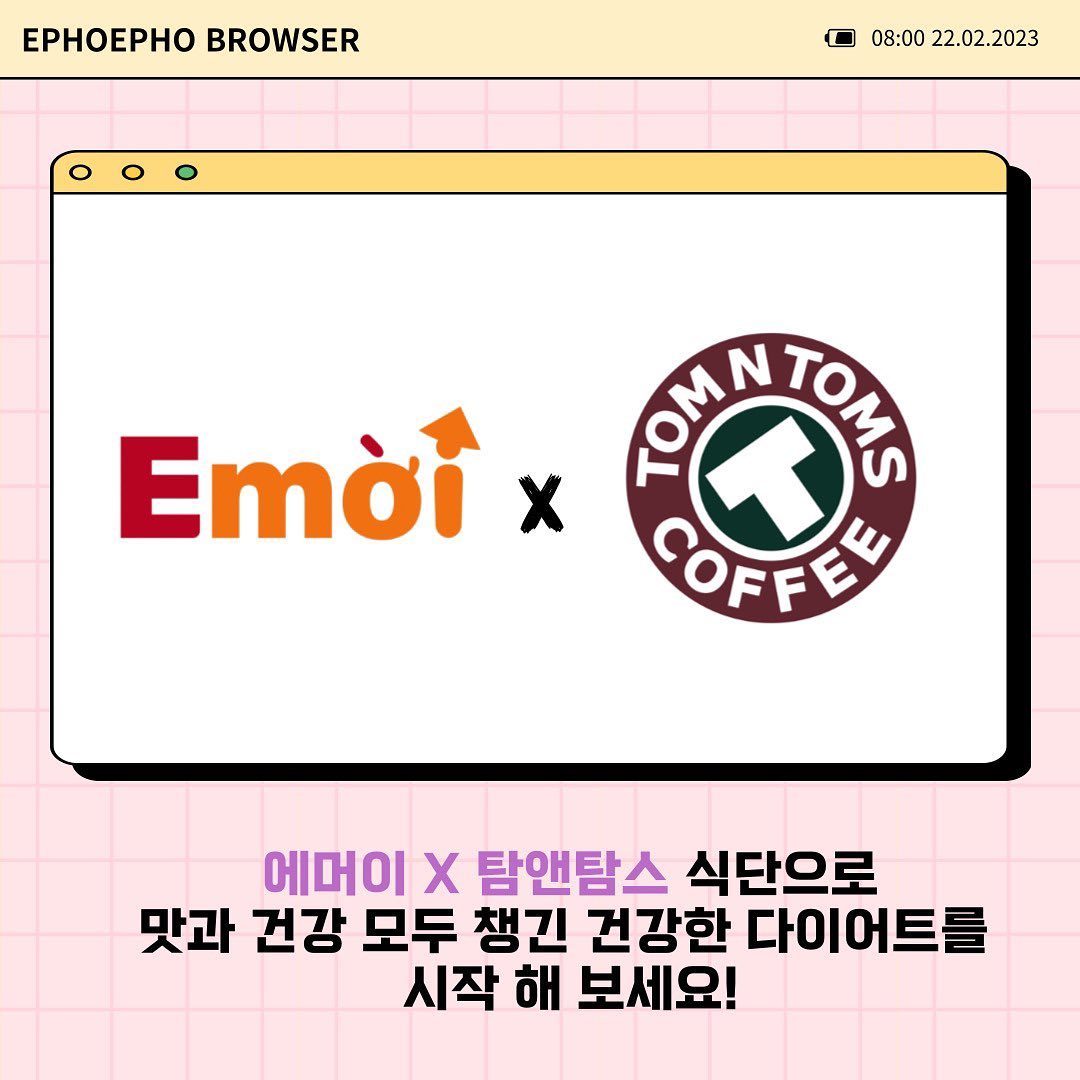 EPHOEPHO BROWSER
08:00 22.02.2023
Emời
X
TOM N TOMS
COFFEE
T
에머이 X 탐앤탐스 식단으로
맛과 건강 모두 챙긴 건강한 다이어트를
시작 해 보세요!